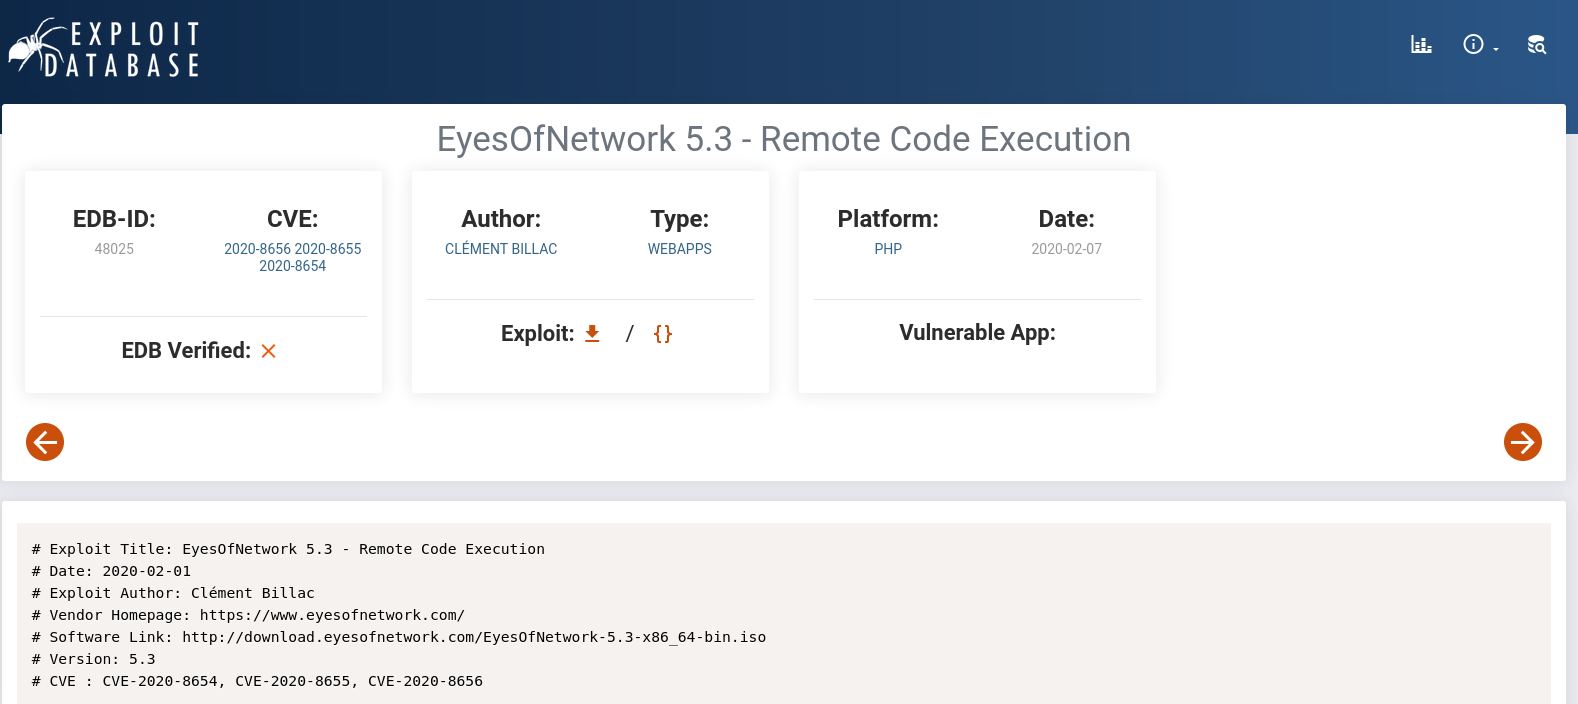 EXPLOIT
DATABASE
EyesOfNetwork 5.3 - Remote Code Execution
EDB-ID:
48025
CVE:
2020-8656 2020-8655
2020-8654
EDB Verified:
Author:
CLÉMENT BILLAC
Type:
WEBAPPS
Exploit: / {}
Platform:
PHP
Date:
2020-02-07
Vulnerable App:
# Exploit Title: EyesOfNetwork 5.3 - Remote Code Execution
# Date: 2020-02-01
# Exploit Author: Clément Billac
# Vendor Homepage: https://www.eyesofnetwork.com/
# Software Link: http://download.eyesofnetwork.com/EyesOfNetwork-5.3-x86_64-bin.iso
# Version: 5.3
# CVE : CVE-2020-8654, CVE-2020-8655, CVE-2020-8656